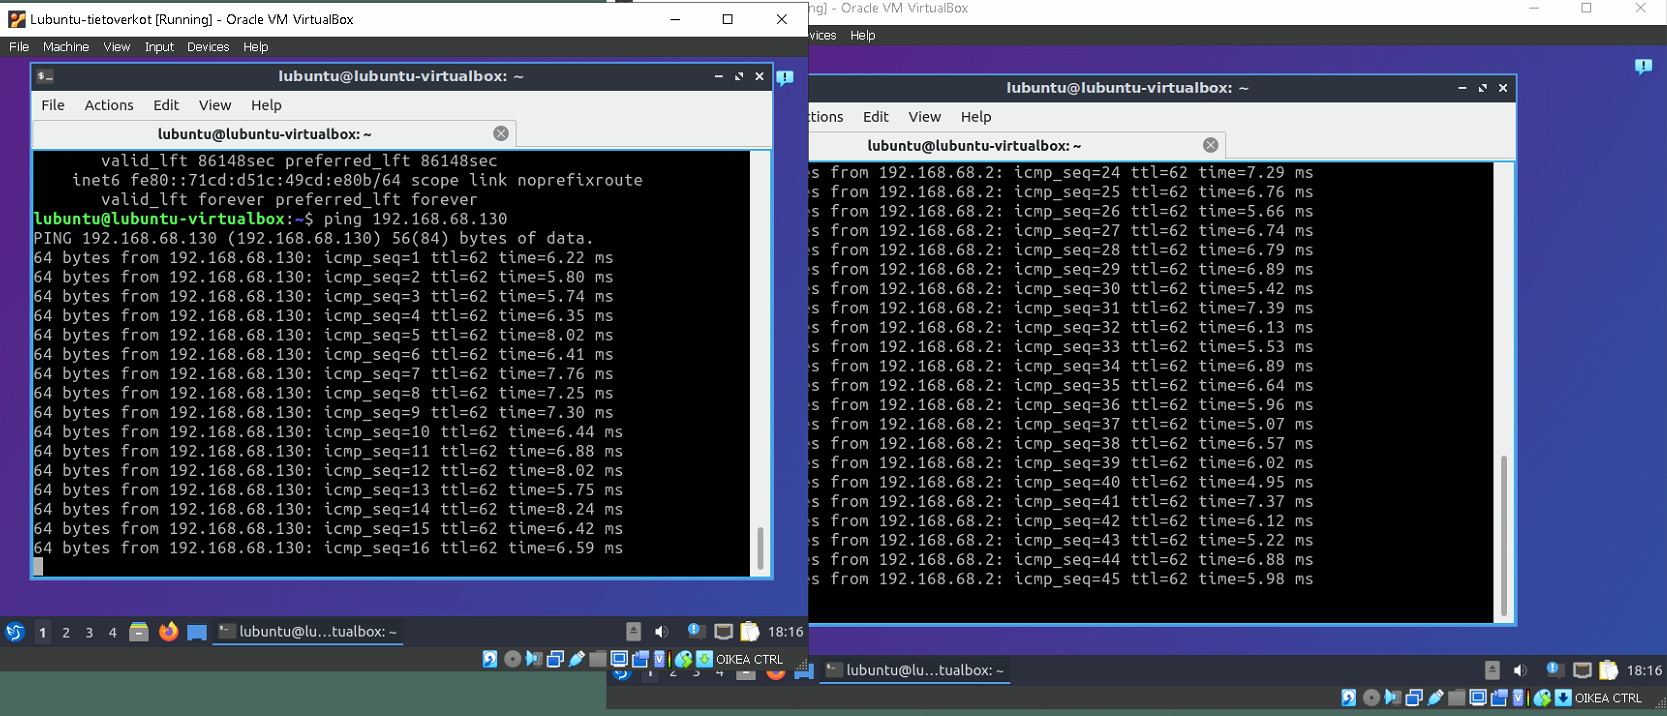 Lubuntu-tietoverkot [Running] - Oracle VM VirtualBox
File Machine View Input Devices Help
lubuntu@lubuntu-virtualbox: ~
File Actions Edit View Help
lubuntu@lubuntu-virtualbox: ~
valid_lft 86148sec preferred_lft 86148sec
inet6 fe80::71cd:d51c:49cd:e80b/64 scope link noprefixroute
valid_lft forever preferred_lft forever
lubuntu@lubuntu-virtualbox:~$ ping 192.168.68.130
PING 192.168.68.130 (192.168.68.130) 56(84) bytes of data.
64 bytes from 192.168.68.130: icmp_seq=1 ttl=62 time=6.22 ms
64 bytes from 192.168.68.130: icmp_seq=2 ttl=62 time=5.80 ms
64 bytes from 192.168.68.130: icmp_seq=3 ttl=62 time=5.74 ms
64 bytes from 192.168.68.130: icmp_seq=4 ttl=62 time=6.35 ms
64 bytes from 192.168.68.130: icmp_seq=5 ttl=62 time=8.02 ms
64 bytes from 192.168.68.130: icmp_seq=6 ttl=62 time=6.41 ms
64 bytes from 192.168.68.130: icmp_seq=7 ttl=62 time=7.76 ms
64 bytes from 192.168.68.130: icmp_seq=8 ttl=62 time=7.25 ms
64 bytes from 192.168.68.130: icmp_seq=9 ttl=62 time=7.30 ms
64 bytes from 192.168.68.130: icmp_seq=10 ttl=62 time=6.44 ms
64 bytes from 192.168.68.130: icmp_seq=11 ttl=62 time=6.88 ms
64 bytes from 192.168.68.130: icmp_seq=12 ttl=62 time=8.02 ms
64 bytes from 192.168.68.130: icmp_seq=13 ttl=62 time=5.75 ms
64 bytes from 192.168.68.130: icmp_seq=14 ttl=62 time=8.24 ms
64 bytes from 192.168.68.130: icmp_seq=15 ttl=62 time=6.42 ms
64 bytes from 192.168.68.130: icmp_seq=16 ttl=62 time=6.59 ms
1 2 3 4 lubuntu@lu...tualbox: ~ 18:16
OIKEA CTRL
ng] - Oracle VM VirtualBox
vices Help
lubuntu@lubuntu-virtualbox: ~
ctions Edit View Help
lubuntu@lubuntu-virtualbox: ~
es from 192.168.68.2: icmp_seq=24 ttl=62 time=7.29 ms
es from 192.168.68.2: icmp_seq=25 ttl=62 time=6.76 ms
es from 192.168.68.2: icmp_seq=26 ttl=62 time=5.66 ms
es from 192.168.68.2: icmp_seq=27 ttl=62 time=6.74 ms
es from 192.168.68.2: icmp_seq=28 ttl=62 time=6.79 ms
es from 192.168.68.2: icmp_seq=29 ttl=62 time=6.89 ms
es from 192.168.68.2: icmp_seq=30 ttl=62 time=5.42 ms
es from 192.168.68.2: icmp_seq=31 ttl=62 time=7.39 ms
es from 192.168.68.2: icmp_seq=32 ttl=62 time=6.13 ms
es from 192.168.68.2: icmp_seq=33 ttl=62 time=5.53 ms
es from 192.168.68.2: icmp_seq=34 ttl=62 time=6.89 ms
es from 192.168.68.2: icmp_seq=35 ttl=62 time=6.64 ms
es from 192.168.68.2: icmp_seq=36 ttl=62 time=5.96 ms
es from 192.168.68.2: icmp_seq=37 ttl=62 time=5.07 ms
es from 192.168.68.2: icmp_seq=38 ttl=62 time=6.57 ms
es from 192.168.68.2: icmp_seq=39 ttl=62 time=6.02 ms
es from 192.168.68.2: icmp_seq=40 ttl=62 time=4.95 ms
es from 192.168.68.2: icmp_seq=41 ttl=62 time=7.37 ms
es from 192.168.68.2: icmp_seq=42 ttl=62 time=6.12 ms
es from 192.168.68.2: icmp_seq=43 ttl=62 time=5.22 ms
es from 192.168.68.2: icmp_seq=44 ttl=62 time=6.88 ms
es from 192.168.68.2: icmp_seq=45 ttl=62 time=5.98 ms
1 2 3 4 lubuntu@lu...tualbox: ~ 18:16
OIKEA CTRL